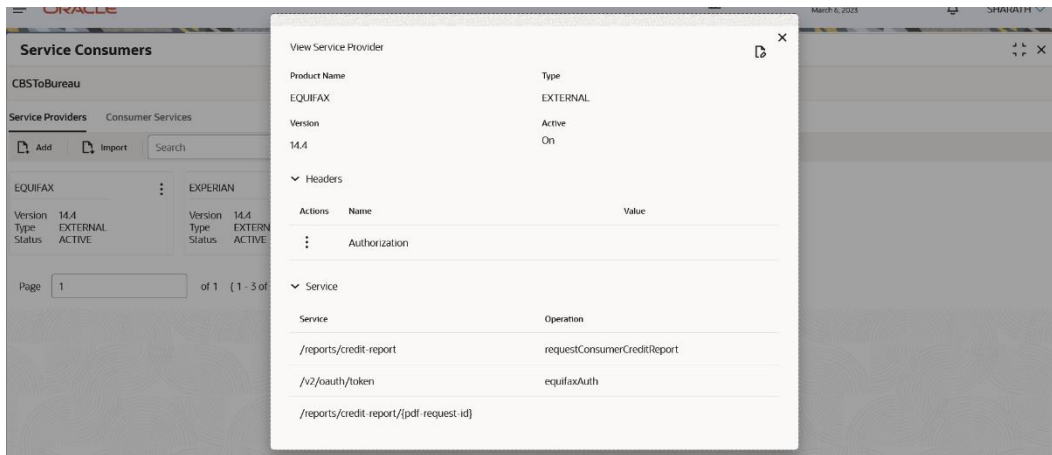 ORACLE
March 6, 2023
SHARATH
Service Consumers
CBSToBureau
Service Providers Consumer Services
Add Import Search
EQUIFAX
Version 14.4
Type EXTERNAL
Status ACTIVE
EXPERIAN
Version 14.4
Type EXTERN
Status ACTIVE
Page 1 of 1 (1 - 3 of
View Service Provider
Product Name Type
EQUIFAX EXTERNAL
Version Active
14.4 On
Headers
Actions Name Value
Authorization
Service
Service Operation
/reports/credit-report requestConsumerCreditReport
/v2/oauth/token equifaxAuth
/reports/credit-report/{pdf-request-id}